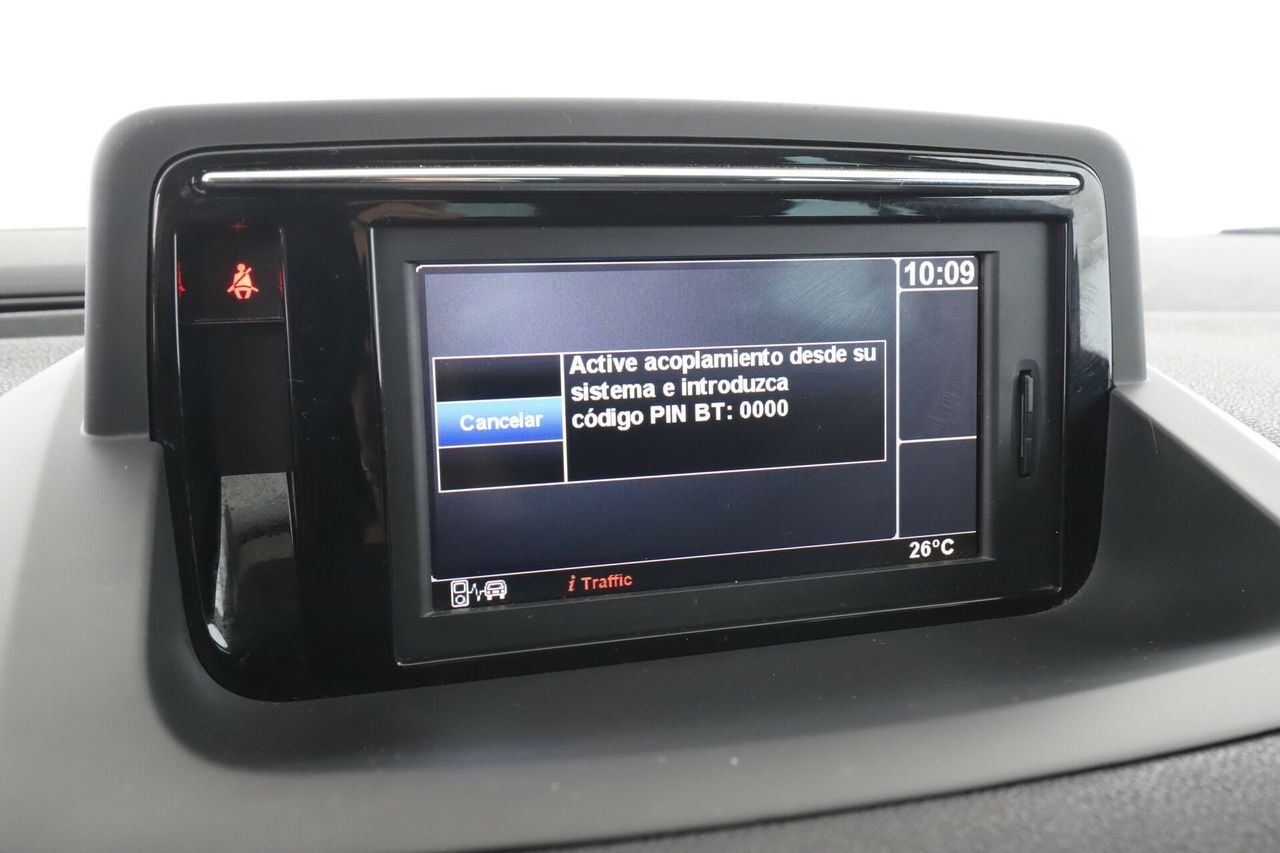 10:09
Active acoplamiento desde su
sistema e introduzca
código PIN BT: 0000
Cancelar
26°C
i Traffic